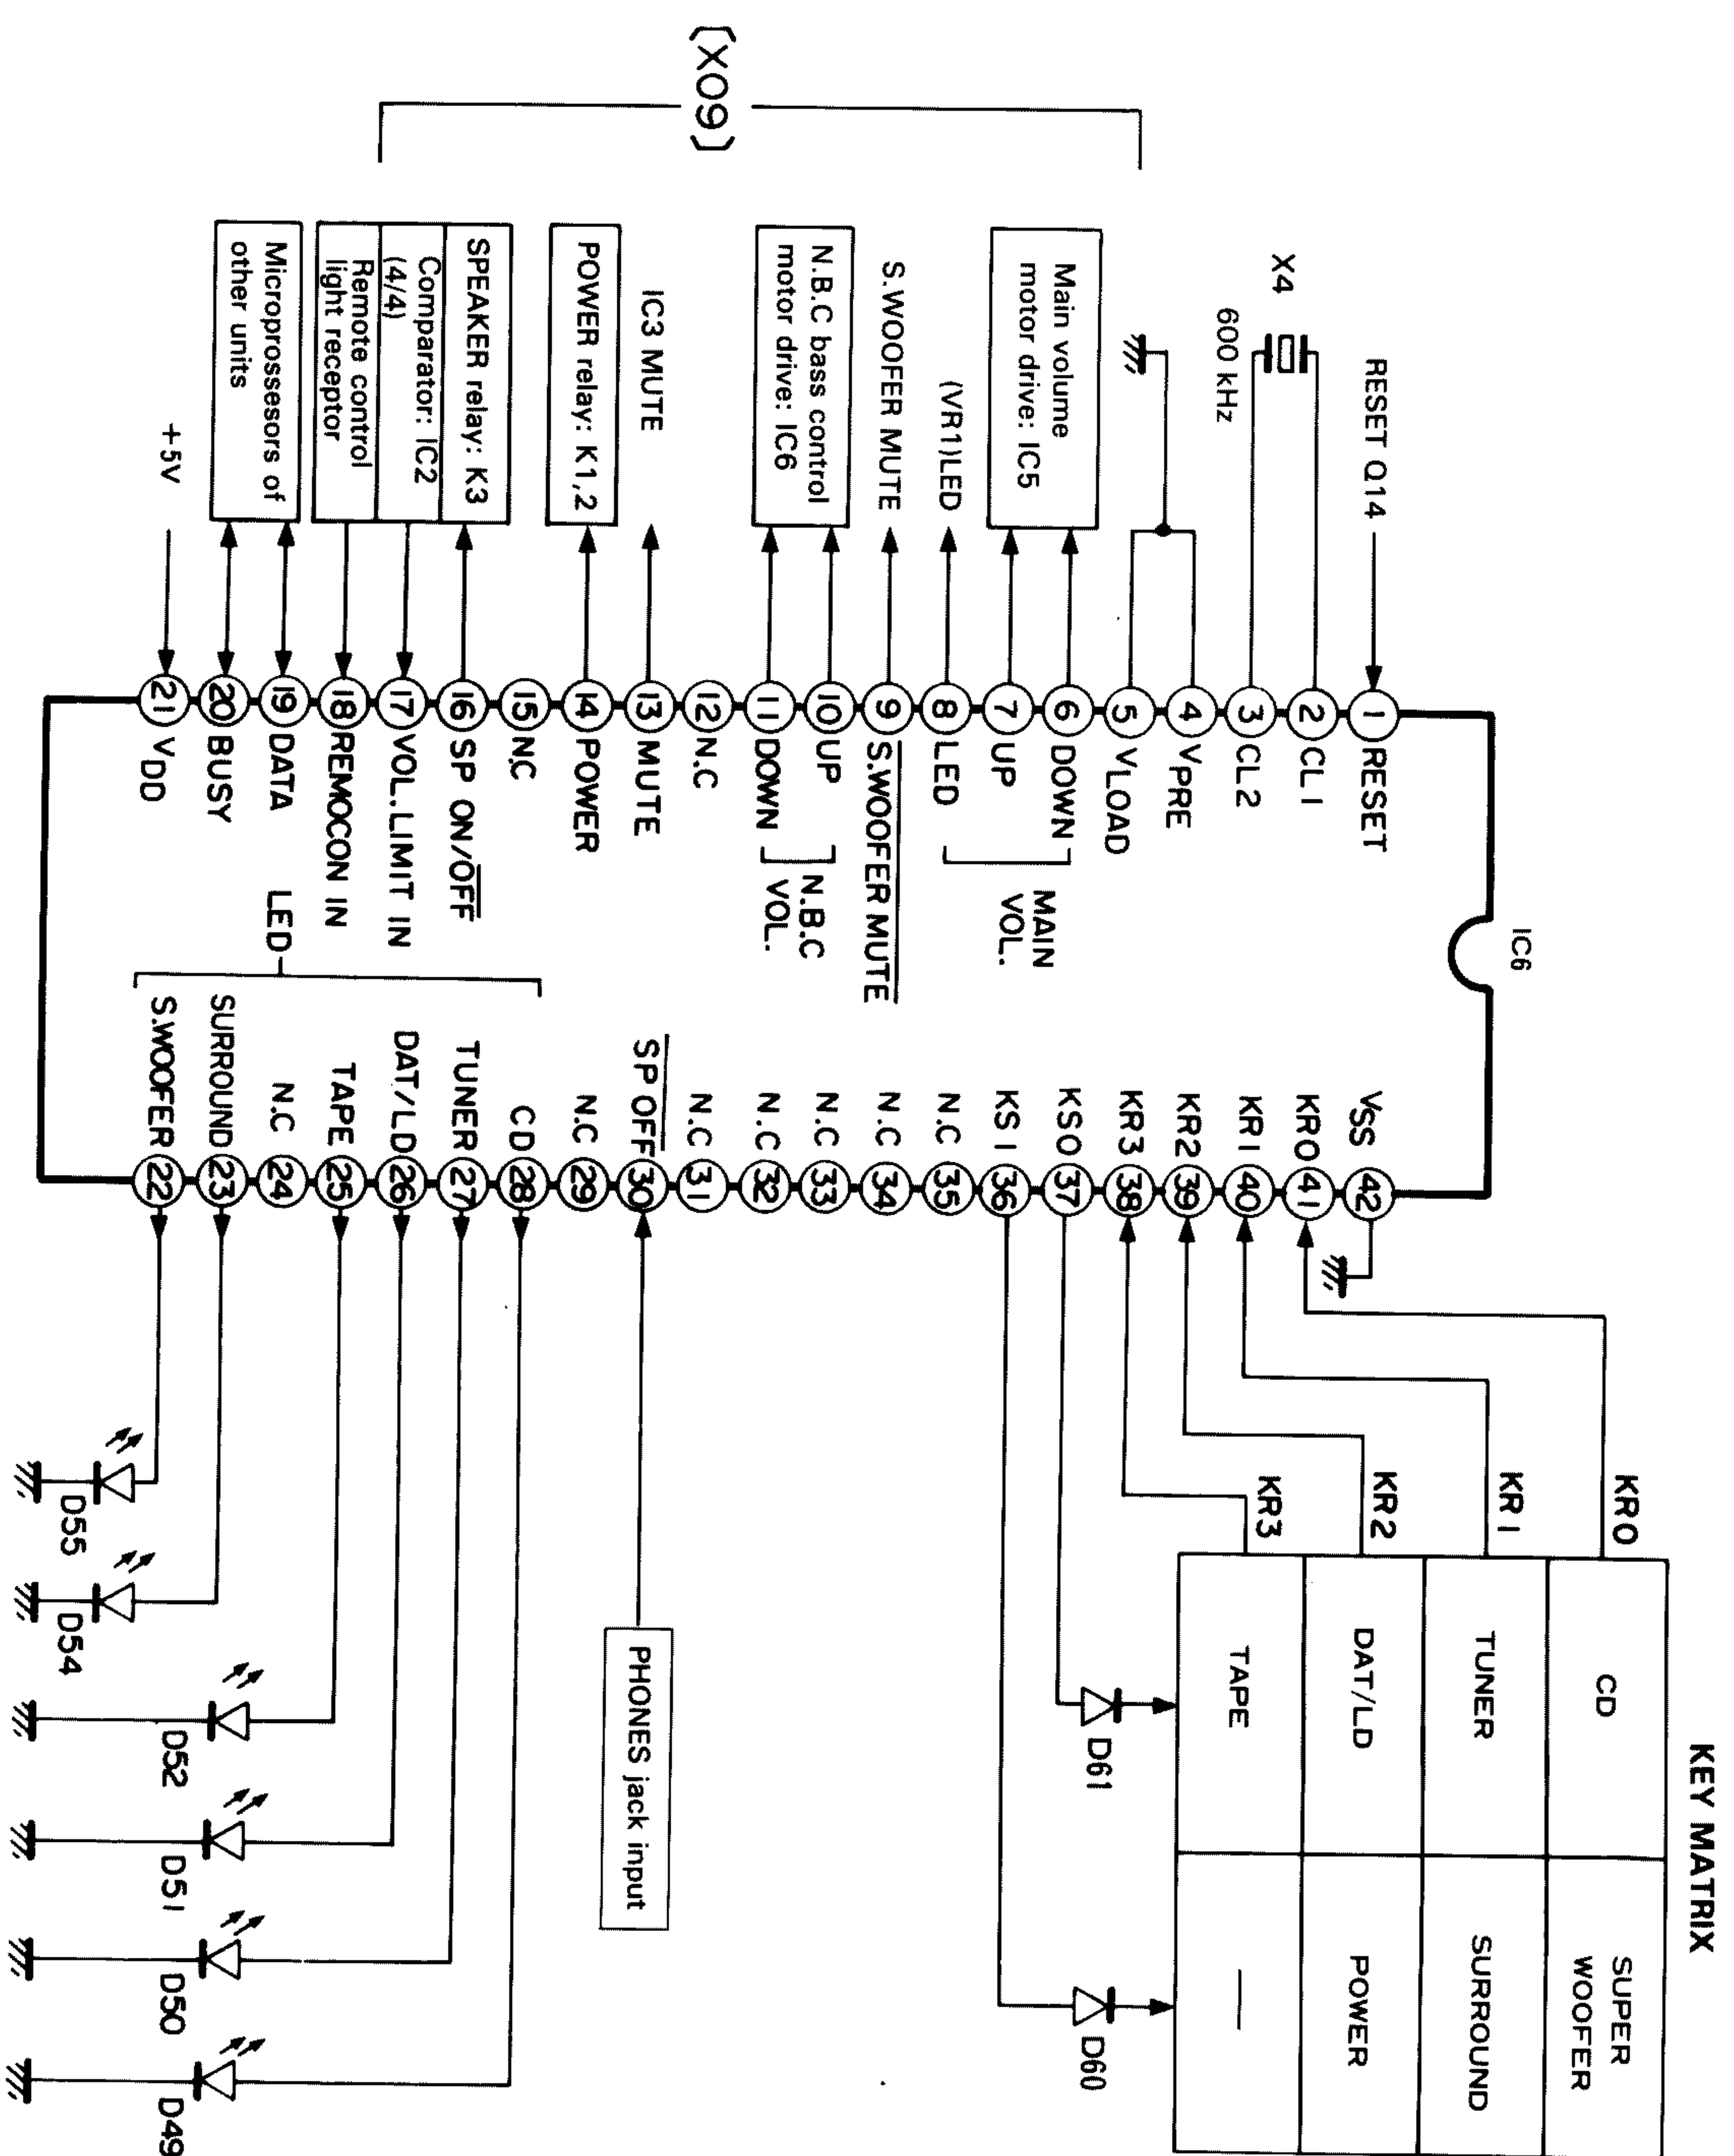 IC6
(X09)
RESET Q14
X4
600 kHz
Main volume
motor drive: IC5
(VR1)LED
S.WOOFER MUTE
N.B.C bass control
motor drive: IC6
IC3 MUTE
POWER relay: K1,2
SPEAKER relay: K3
Comparator: IC2
(4/4)
Remote control
light receptor
Microprossesors of
other units
+5V
1 RESET
2 CL1
3 CL2
4 VPRE
5 VLOAD
6 DOWN
7 UP
8 LED
MAIN
VOL.
9 S.WOOFER MUTE
10 UP
11 DOWN
N.B.C
VOL.
12 N.C
13 MUTE
14 POWER
15 N.C
16 SP ON/OFF
17 VOL.LIMIT IN
18 REMOCON IN
19 DATA
20 BUSY
21 VDD
VSS 42
KR0 41
KR1 40
KR2 39
KR3 38
KS0 37
KS1 36
N.C 35
N.C 34
N.C 33
N.C 32
N.C 31
SP OFF 30
N.C 29
CD 28
TUNER 27
DAT/LD 26
TAPE 25
N.C 24
SURROUND 23
S.WOOFER 22
LED
KEY MATRIX
KR0
CD
SUPER
WOOFER
KR1
TUNER
SURROUND
KR2
DAT/LD
POWER
KR3
TAPE
—
D61
D60
PHONES jack input
D55
D54
D52
D51
D50
D49